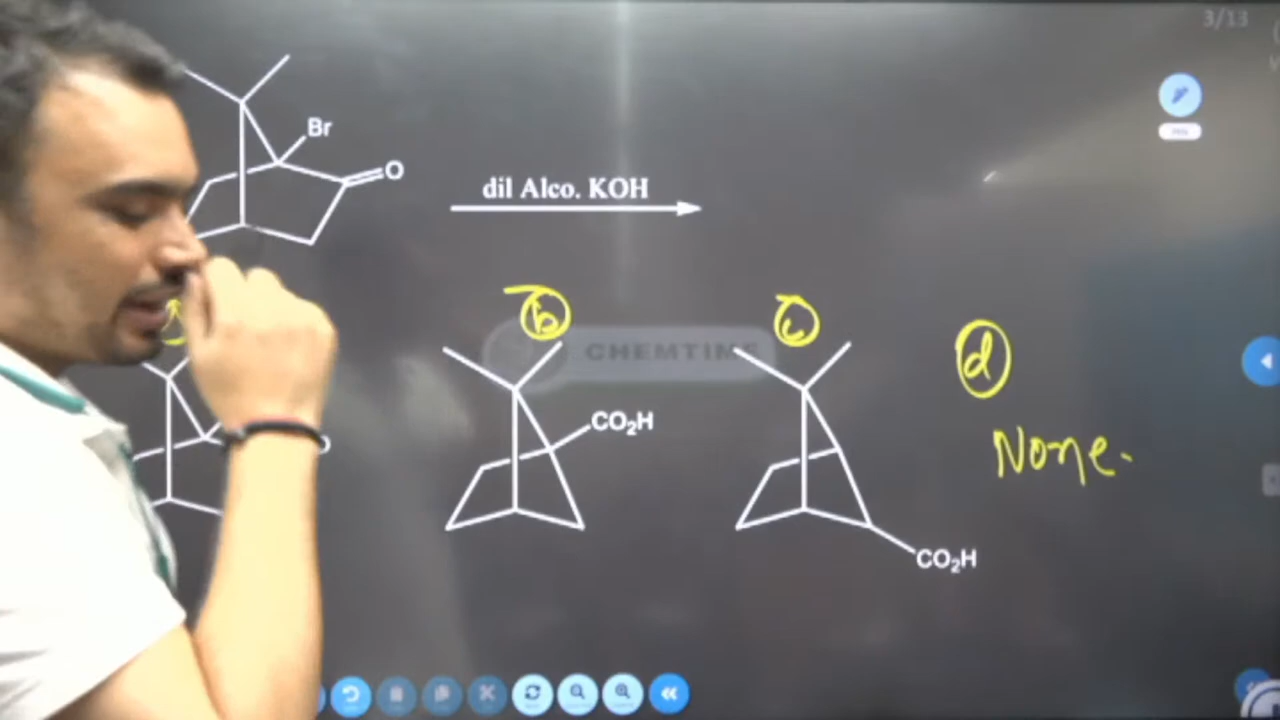 3/13
Br
O
dil Alco. KOH
b
c
CHEMTIME
d
CO₂H
None.
CO₂H